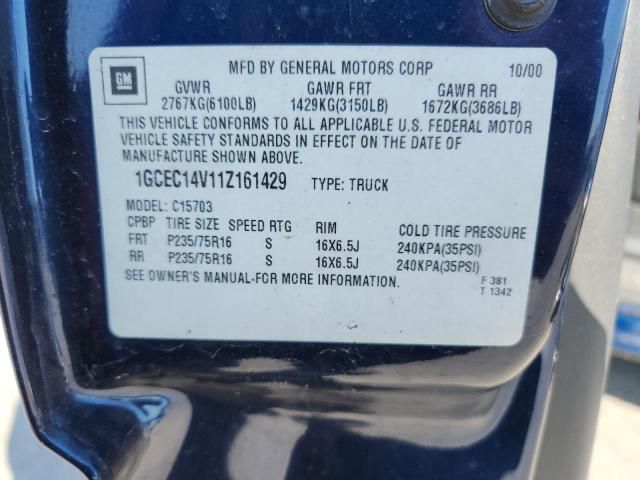 GM
MFD BY GENERAL MOTORS CORP 10/00
GVWR GAWR FRT GAWR RR
2767KG(6100LB) 1429KG(3150LB) 1672KG(3686LB)
THIS VEHICLE CONFORMS TO ALL APPLICABLE U.S. FEDERAL MOTOR
VEHICLE SAFETY STANDARDS IN EFFECT ON THE DATE OF
MANUFACTURE SHOWN ABOVE.
1GCEC14V11Z161429 TYPE: TRUCK
MODEL: C15703
CPBP TIRE SIZE SPEED RTG RIM COLD TIRE PRESSURE
FRT P235/75R16 S 16X6.5J 240KPA(35PSI)
RR P235/75R16 S 16X6.5J 240KPA(35PSI)
SEE OWNER'S MANUAL-FOR MORE INFORMATION.
F 381
T 1342